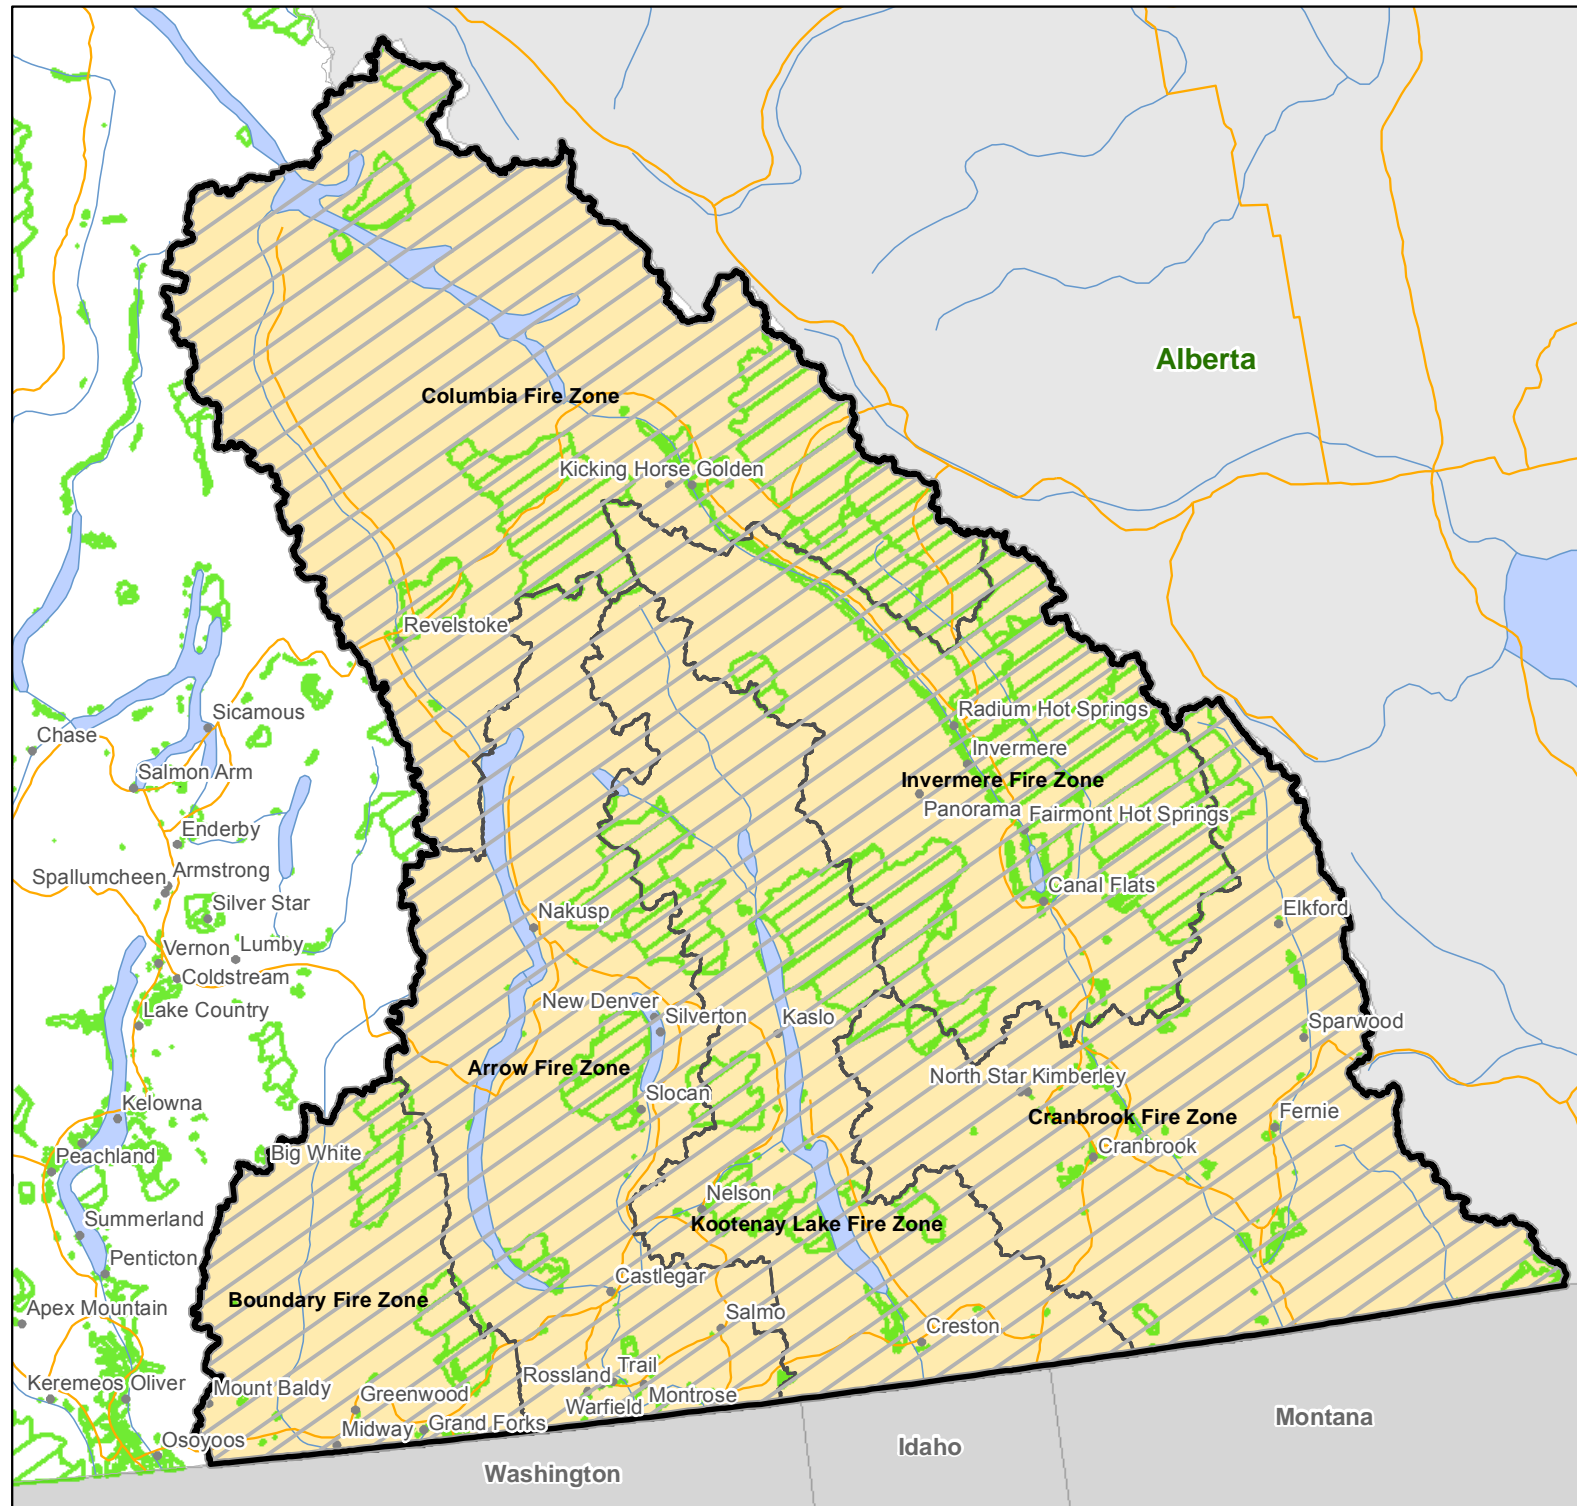 Alberta
Columbia Fire Zone
Kicking Horse Golden
Revelstoke
Radium Hot Springs
Sicamous
Chase
Invermere
Salmon Arm
Invermere Fire Zone
Panorama
Fairmont Hot Springs
Enderby
Armstrong
Spallumcheen
Canal Flats
Silver Star
Elkford
Nakusp
Vernon
Lumby
Coldstream
New Denver
Lake Country
Silverton
Kaslo
Sparwood
Arrow Fire Zone
North Star Kimberley
Slocan
Kelowna
Cranbrook Fire Zone
Fernie
Big White
Peachland
Cranbrook
Nelson
Summerland
Kootenay Lake Fire Zone
Penticton
Castlegar
Boundary Fire Zone
Apex Mountain
Salmo
Creston
Trail
Rossland
Keremeos Oliver
Mount Baldy
Greenwood
Montrose
Warfield
Grand Forks
Midway
Osoyoos
Montana
Idaho
Washington